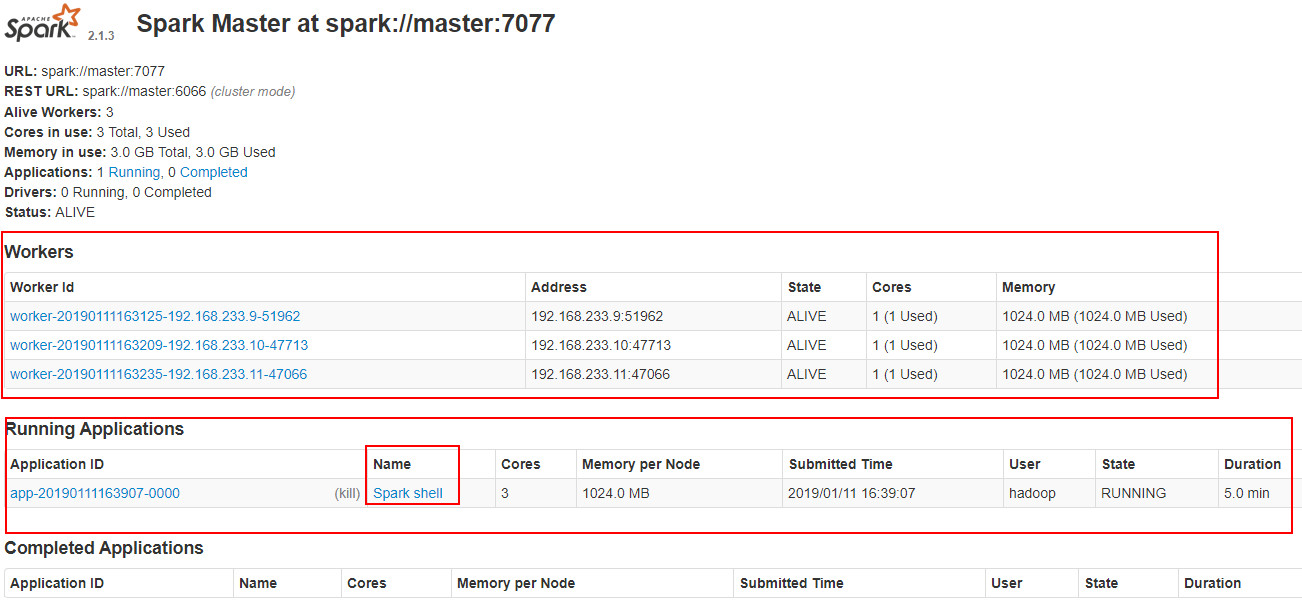 APACHE
Spark 2.1.3 Spark Master at spark://master:7077
URL: spark://master:7077
REST URL: spark://master:6066 (cluster mode)
Alive Workers: 3
Cores in use: 3 Total, 3 Used
Memory in use: 3.0 GB Total, 3.0 GB Used
Applications: 1 Running, 0 Completed
Drivers: 0 Running, 0 Completed
Status: ALIVE
Workers
Worker Id Address State Cores Memory
worker-20190111163125-192.168.233.9-51962 192.168.233.9:51962 ALIVE 1 (1 Used) 1024.0 MB (1024.0 MB Used)
worker-20190111163209-192.168.233.10-47713 192.168.233.10:47713 ALIVE 1 (1 Used) 1024.0 MB (1024.0 MB Used)
worker-20190111163235-192.168.233.11-47066 192.168.233.11:47066 ALIVE 1 (1 Used) 1024.0 MB (1024.0 MB Used)
Running Applications
Application ID Name Cores Memory per Node Submitted Time User State Duration
app-20190111163907-0000 (kill) Spark shell 3 1024.0 MB 2019/01/11 16:39:07 hadoop RUNNING 5.0 min
Completed Applications
Application ID Name Cores Memory per Node Submitted Time User State Duration